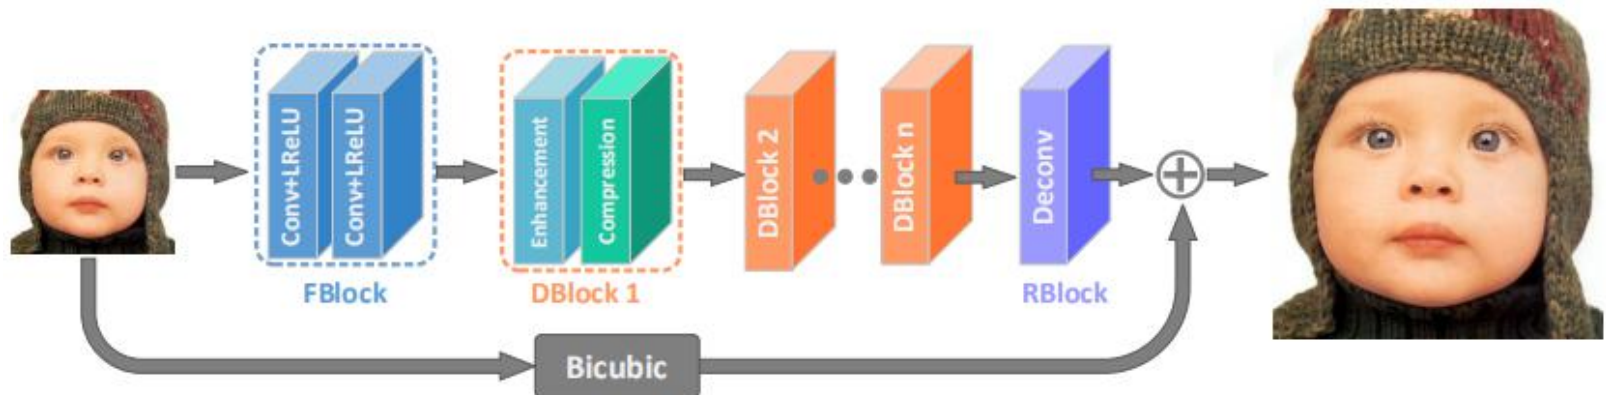 Conv+LReLU
Conv+LReLU
FBlock
Enhancement
Compression
DBlock 1
DBlock 2
DBlock n
Deconv
RBlock
Bicubic